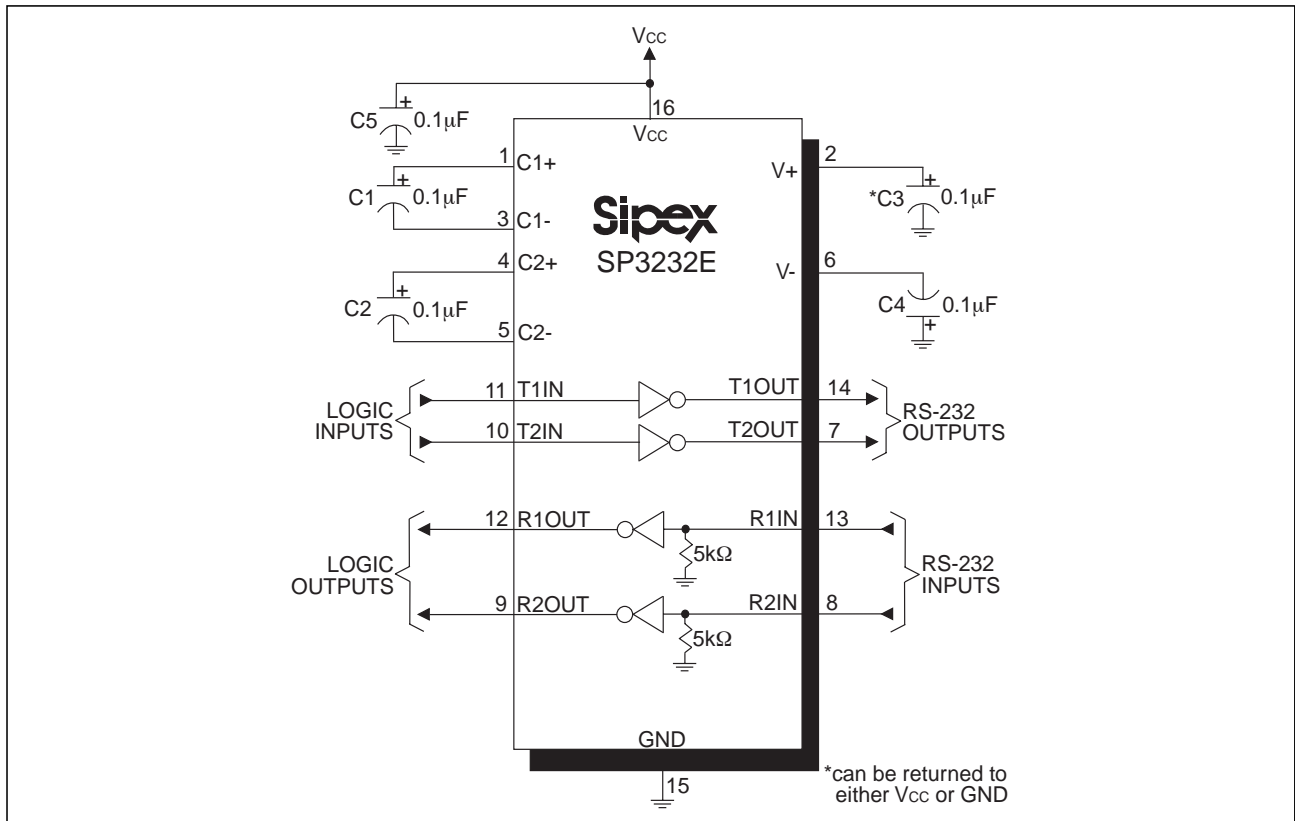 VCC
16
VCC
C5
+
0.1µF
1
C1+
C1
+
0.1µF
3
C1-
4
C2+
C2
+
0.1µF
5
C2-
Sipex
SP3232E
V+
2
*C3
+
0.1µF
V-
6
C4
0.1µF
+
LOGIC
INPUTS
11
T1IN
T1OUT
14
10
T2IN
T2OUT
7
RS-232
OUTPUTS
LOGIC
OUTPUTS
12
R1OUT
R1IN
13
5kΩ
9
R2OUT
R2IN
8
5kΩ
RS-232
INPUTS
GND
15
*can be returned to
either VCC or GND